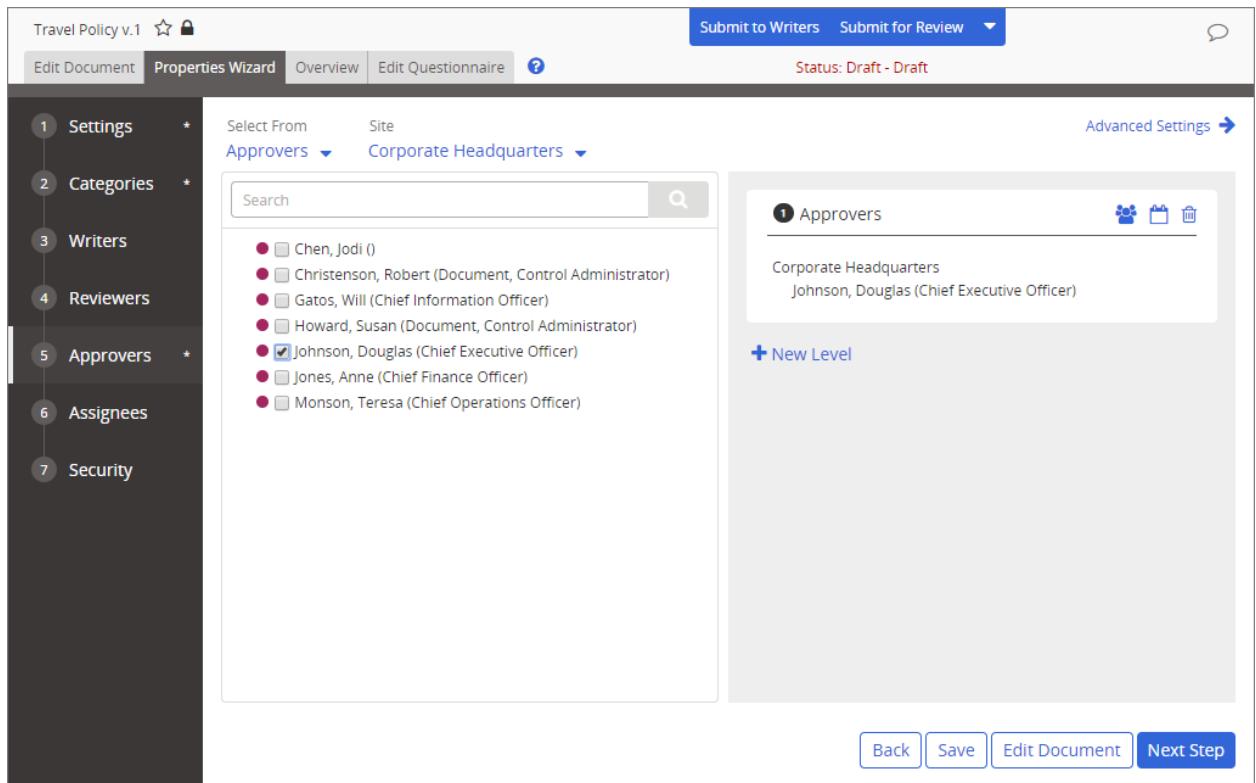 Travel Policy v.1
Submit to Writers Submit for Review
Edit Document Properties Wizard Overview Edit Questionnaire ?
Status: Draft - Draft
1 Settings *
2 Categories *
3 Writers
4 Reviewers
5 Approvers *
6 Assignees
7 Security
Select From Site
Approvers Corporate Headquarters
Advanced Settings
Search
Chen, Jodi ()
Christenson, Robert (Document, Control Administrator)
Gatos, Will (Chief Information Officer)
Howard, Susan (Document, Control Administrator)
Johnson, Douglas (Chief Executive Officer)
Jones, Anne (Chief Finance Officer)
Monson, Teresa (Chief Operations Officer)
1 Approvers
Corporate Headquarters
Johnson, Douglas (Chief Executive Officer)
+ New Level
Back Save Edit Document Next Step